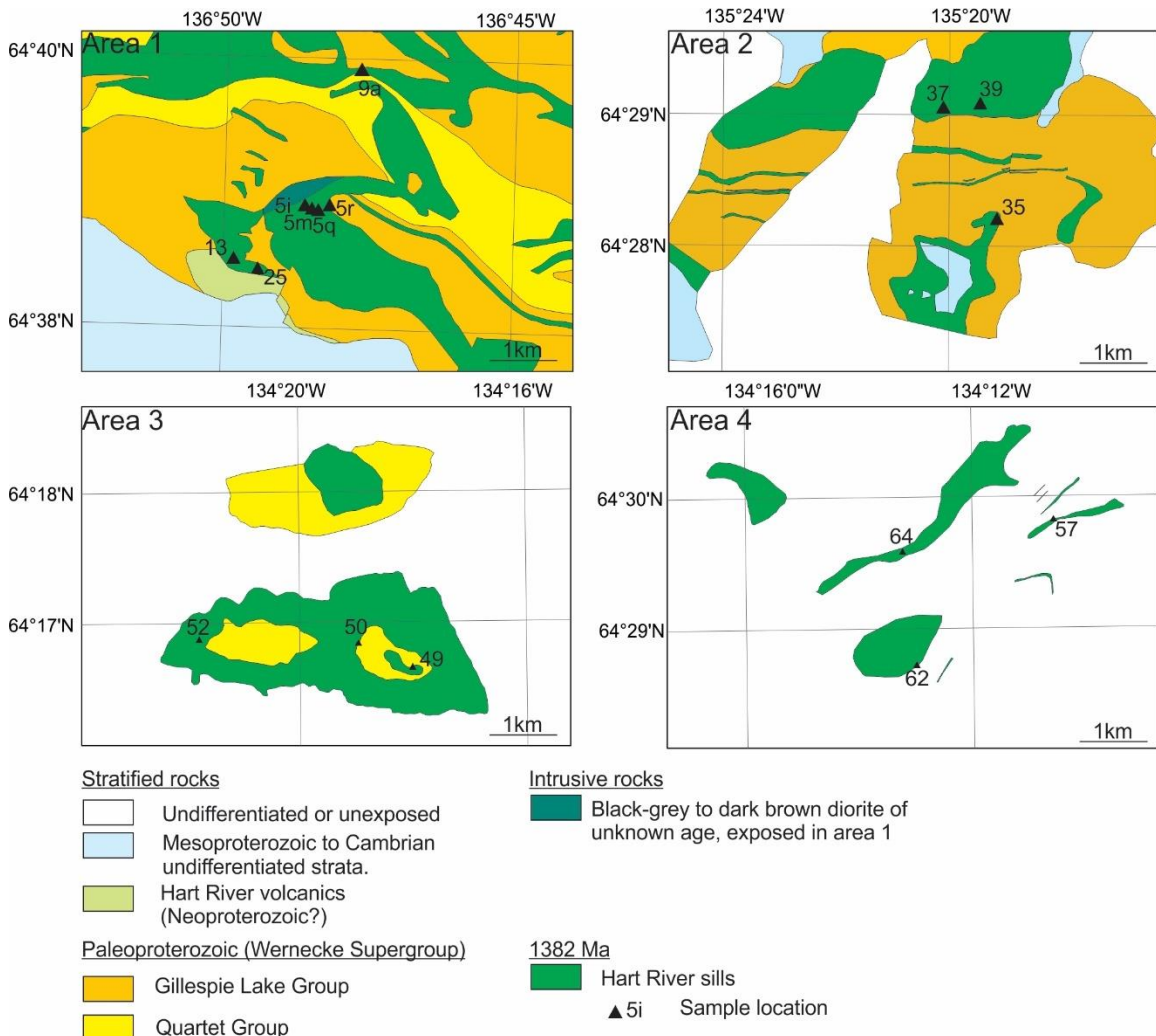 136°50'W 136°45'W
64°40'N
Area 1
9a
5i
5m
5q
5r
13
25
64°38'N
1km
135°24'W 135°20'W
Area 2
37 39
64°29'N
35
64°28'N
1km
134°20'W 134°16'W
Area 3
64°18'N
64°17'N
52
50
49
1km
134°16'0"W 134°12'W
Area 4
64°30'N
64
57
64°29'N
62
1km
Stratified rocks
Undifferentiated or unexposed
Mesoproterozoic to Cambrian
undifferentiated strata.
Hart River volcanics
(Neoproterozoic?)
Paleoproterozoic (Wernecke Supergroup)
Gillespie Lake Group
Quartet Group
Intrusive rocks
Black-grey to dark brown diorite of
unknown age, exposed in area 1
1382 Ma
Hart River sills
5i Sample location